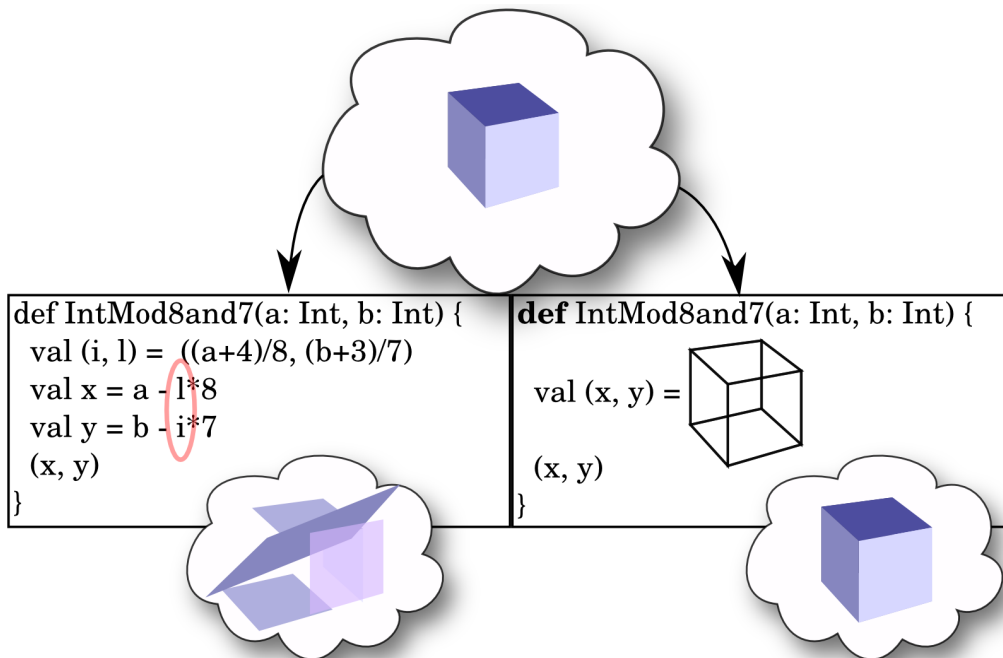 def IntMod8and7(a: Int, b: Int) {
val (i, l) = ((a+4)/8, (b+3)/7)
val x = a - l*8
val y = b - i*7
(x, y)
}
def IntMod8and7(a: Int, b: Int) {
val (x, y) =
(x, y)
}